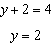 y + 2 = 4
y = 2